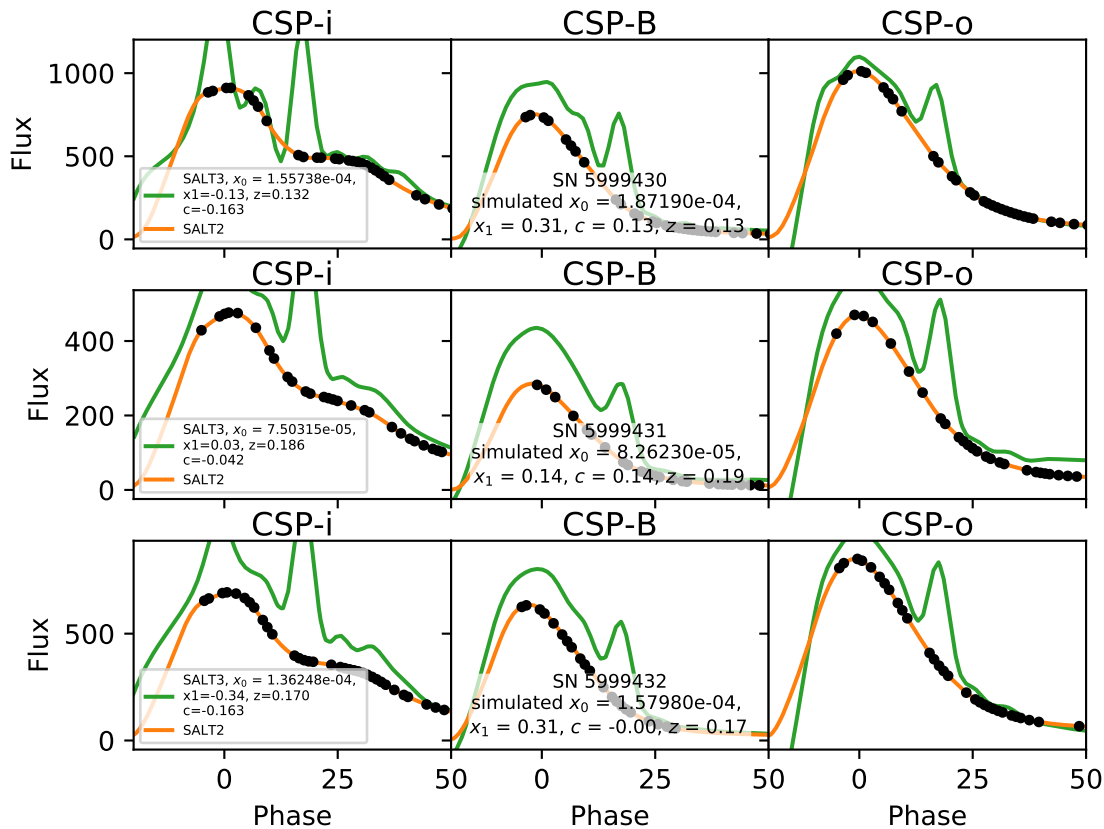 CSP-i CSP-B CSP-o
1000
500
0
Flux
SALT3, x₀ = 1.55738e-04,
x1=-0.13, z=0.132
c=-0.163
SALT2
SN 5999430
simulated x₀ = 1.87190e-04,
x₁ = 0.31, c = 0.13, z = 0.13
CSP-i CSP-B CSP-o
400
200
0
Flux
SALT3, x₀ = 7.50315e-05,
x1=0.03, z=0.186
c=-0.042
SALT2
SN 5999431
simulated x₀ = 8.26230e-05,
x₁ = 0.14, c = 0.14, z = 0.19
CSP-i CSP-B CSP-o
500
0
Flux
SALT3, x₀ = 1.36248e-04,
x1=-0.34, z=0.170
c=-0.163
SALT2
SN 5999432
simulated x₀ = 1.57980e-04,
x₁ = 0.31, c = -0.00, z = 0.17
0 25 50 0 25 50 0 25 50
Phase Phase Phase